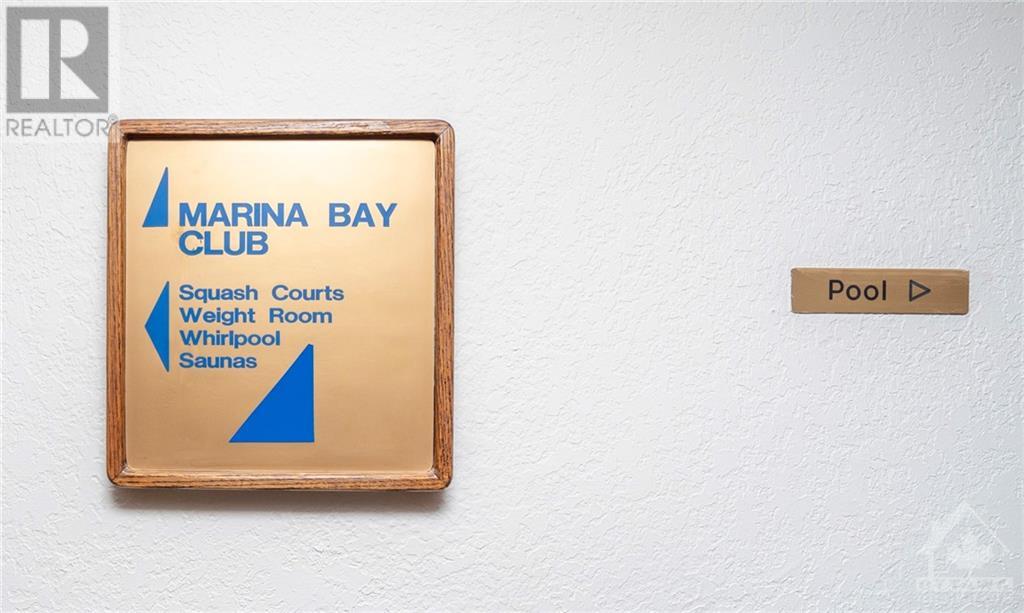 REALTOR®
MARINA BAY
CLUB
Squash Courts
Weight Room
Whirlpool
Saunas
Pool ▷